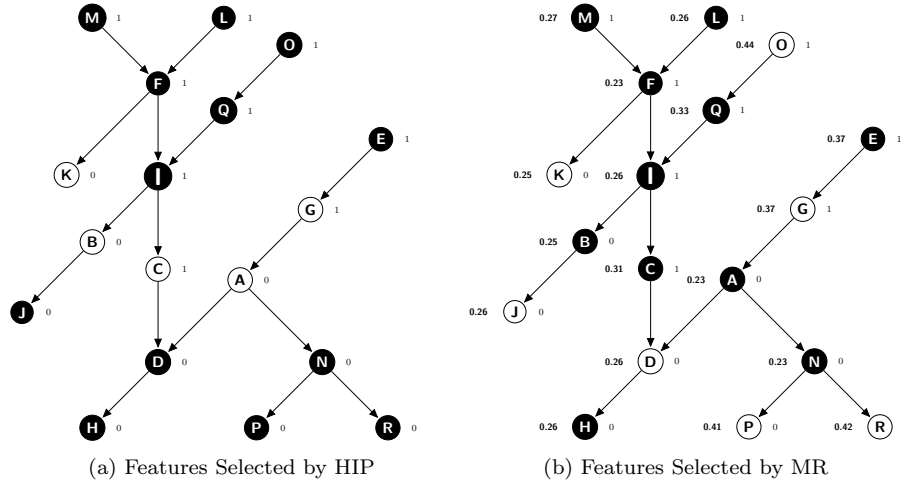 M 1 L 1
O 1
F 1
Q 1
E 1
K 0 I 1
G 1
B 0
C 1
A 0
J 0
D 0 N 0
H 0 P 0 R 0
(a) Features Selected by HIP
0.27 M 1 0.26 L 1
0.44 O 1
0.23 F 1
0.33 Q 1
0.37 E 1
0.25 K 0 0.26 I 1
0.37 G 1
0.25 B 0
0.31 C 1
0.23 A 0
0.26 J 0
0.26 D 0 0.23 N 0
0.26 H 0 0.41 P 0 0.42 R 0
(b) Features Selected by MR